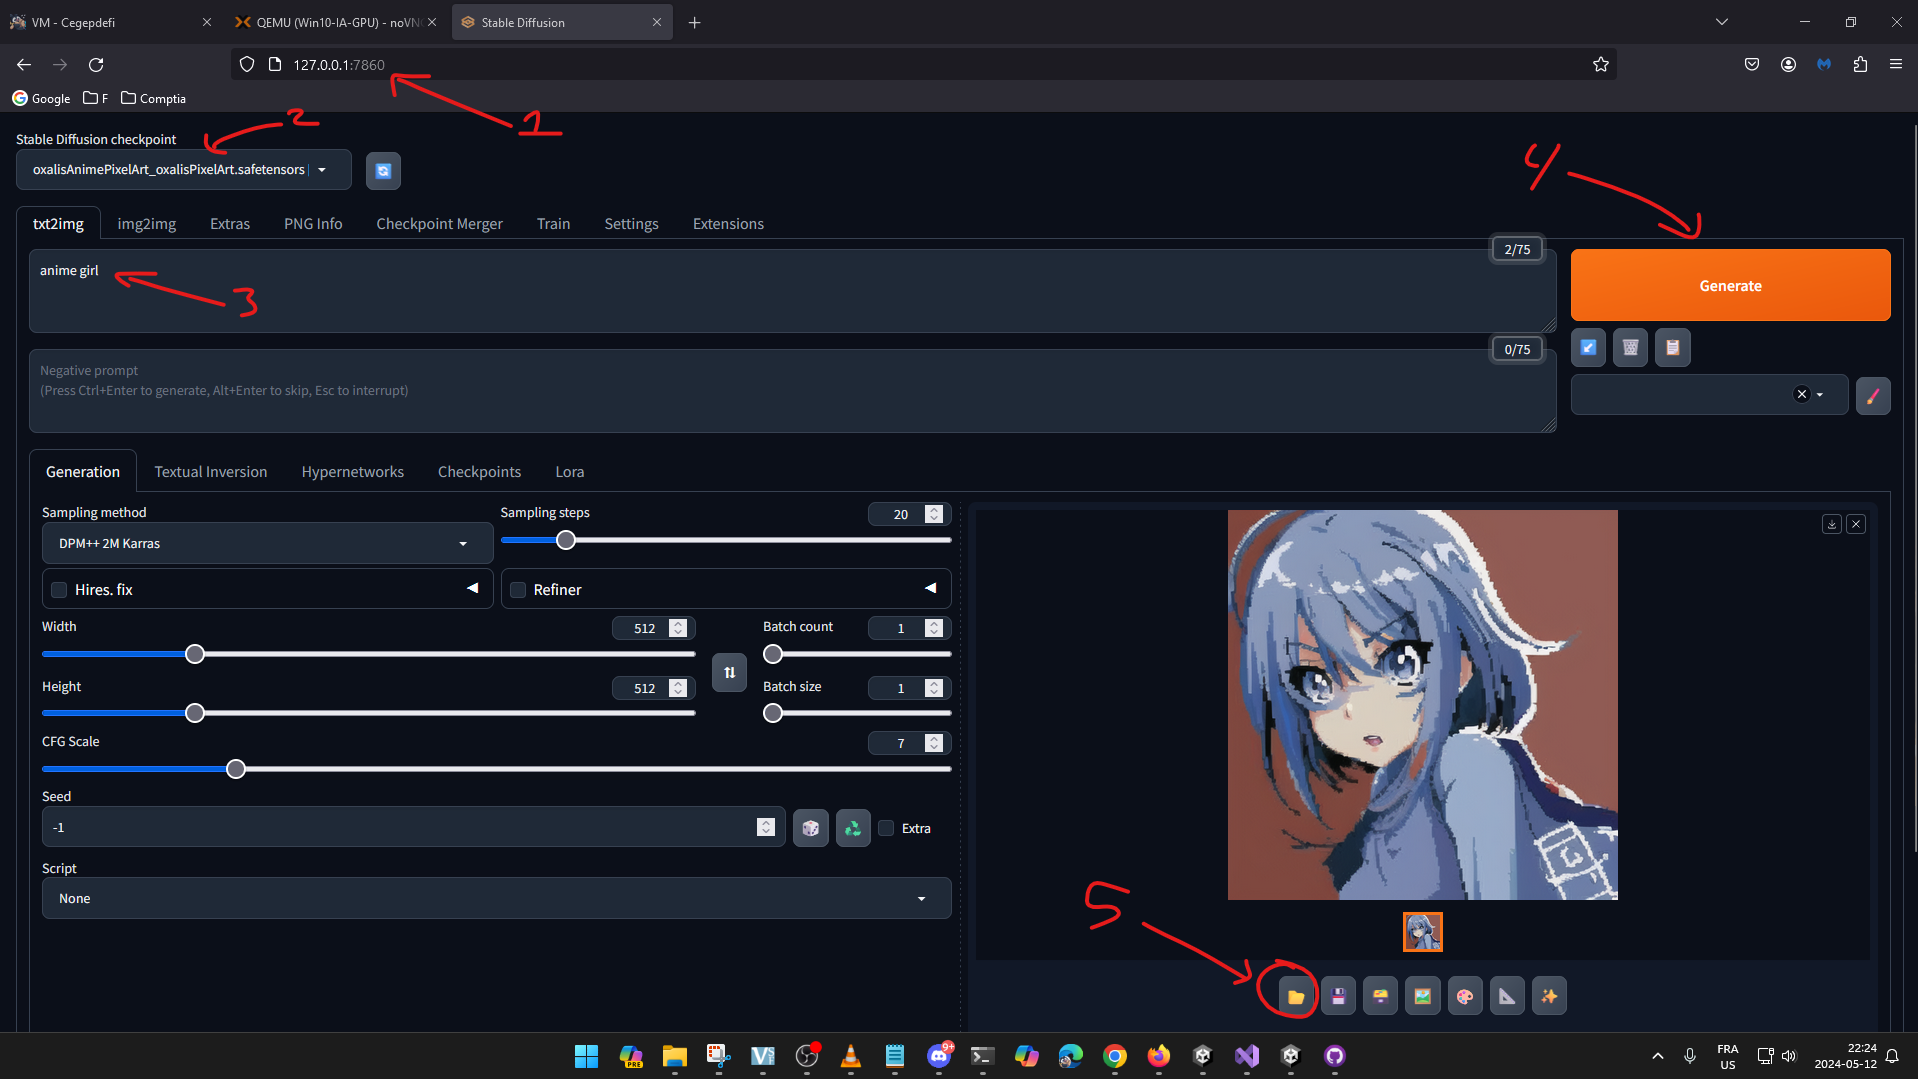 VM - Cegepdefi
QEMU (Win10-IA-GPU) - noVN
Stable Diffusion
127.0.0.1:7860
Google
F
Comptia
1
2
Stable Diffusion checkpoint
oxalisAnimePixelArt_oxalisPixelArt.safetensors
4
txt2img
img2img
Extras
PNG Info
Checkpoint Merger
Train
Settings
Extensions
2/75
anime girl
3
Generate
0/75
Negative prompt
(Press Ctrl+Enter to generate, Alt+Enter to skip, Esc to interrupt)
Generation
Textual Inversion
Hypernetworks
Checkpoints
Lora
Sampling method
DPM++ 2M Karras
Sampling steps
20
Hires. fix
Refiner
Width
512
Batch count
1
Height
512
Batch size
1
CFG Scale
7
Seed
-1
Extra
Script
None
5
PRE
9+
FRA
US
22:24
2024-05-12